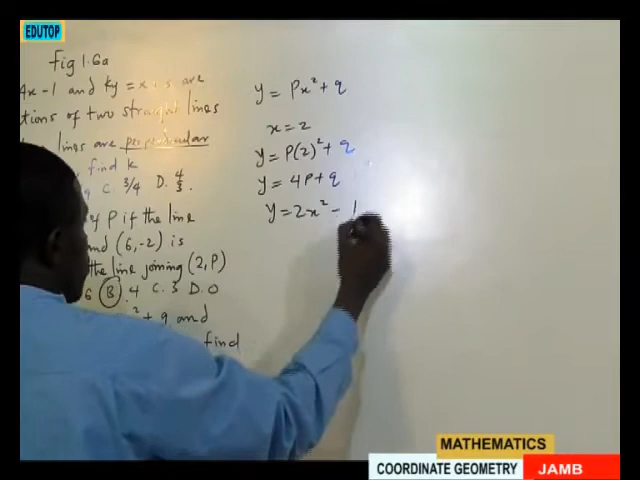 EDUTOP
Fig 1.6a
4x - 1 and ky = x + 5 are
tions of two straight lines
lines are perpendicular
find k
C. 3/4 D. 4/3.
of P if the line
and (6, -2) is
the line joining (2, P)
6 (B) 4 C. 3 D. 0
² + q and
find
y = Px² + q
x = 2
y = P(2)² + q
y = 4P + q
y = 2x² - 1
MATHEMATICS
COORDINATE GEOMETRY
JAMB